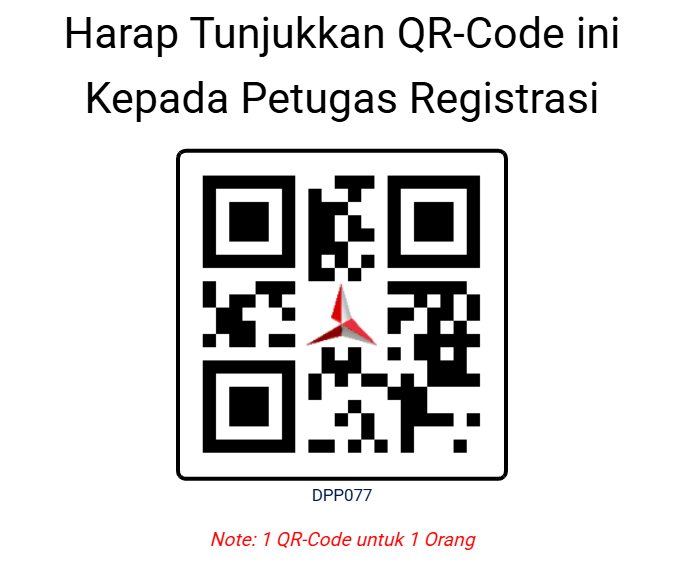 Harap Tunjukkan QR-Code ini
Kepada Petugas Registrasi
DPP077
Note: 1 QR-Code untuk 1 Orang